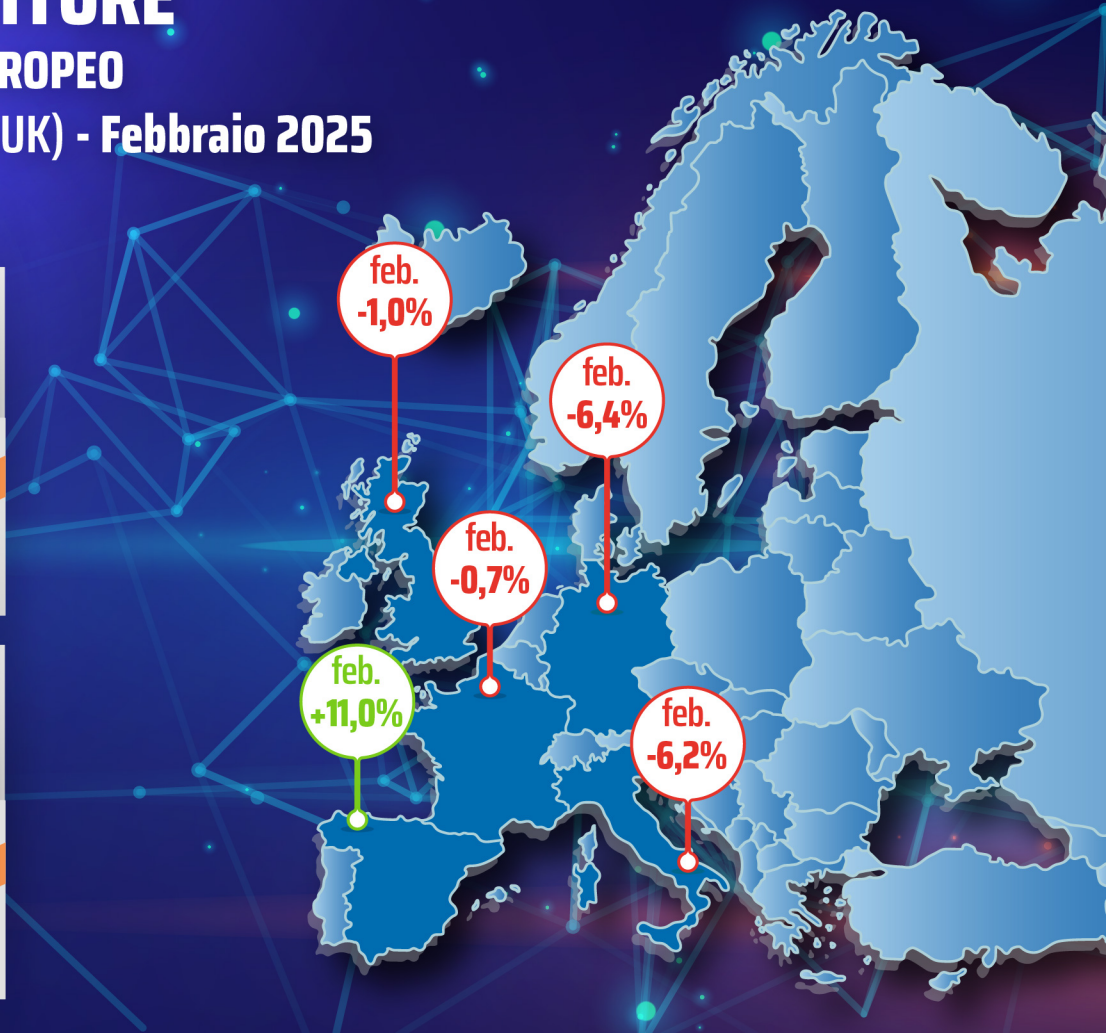 ITURE
ROPEO
UK) - Febbraio 2025
feb.
-1,0%
feb.
-6,4%
feb.
-0,7%
feb.
+11,0%
feb.
-6,2%